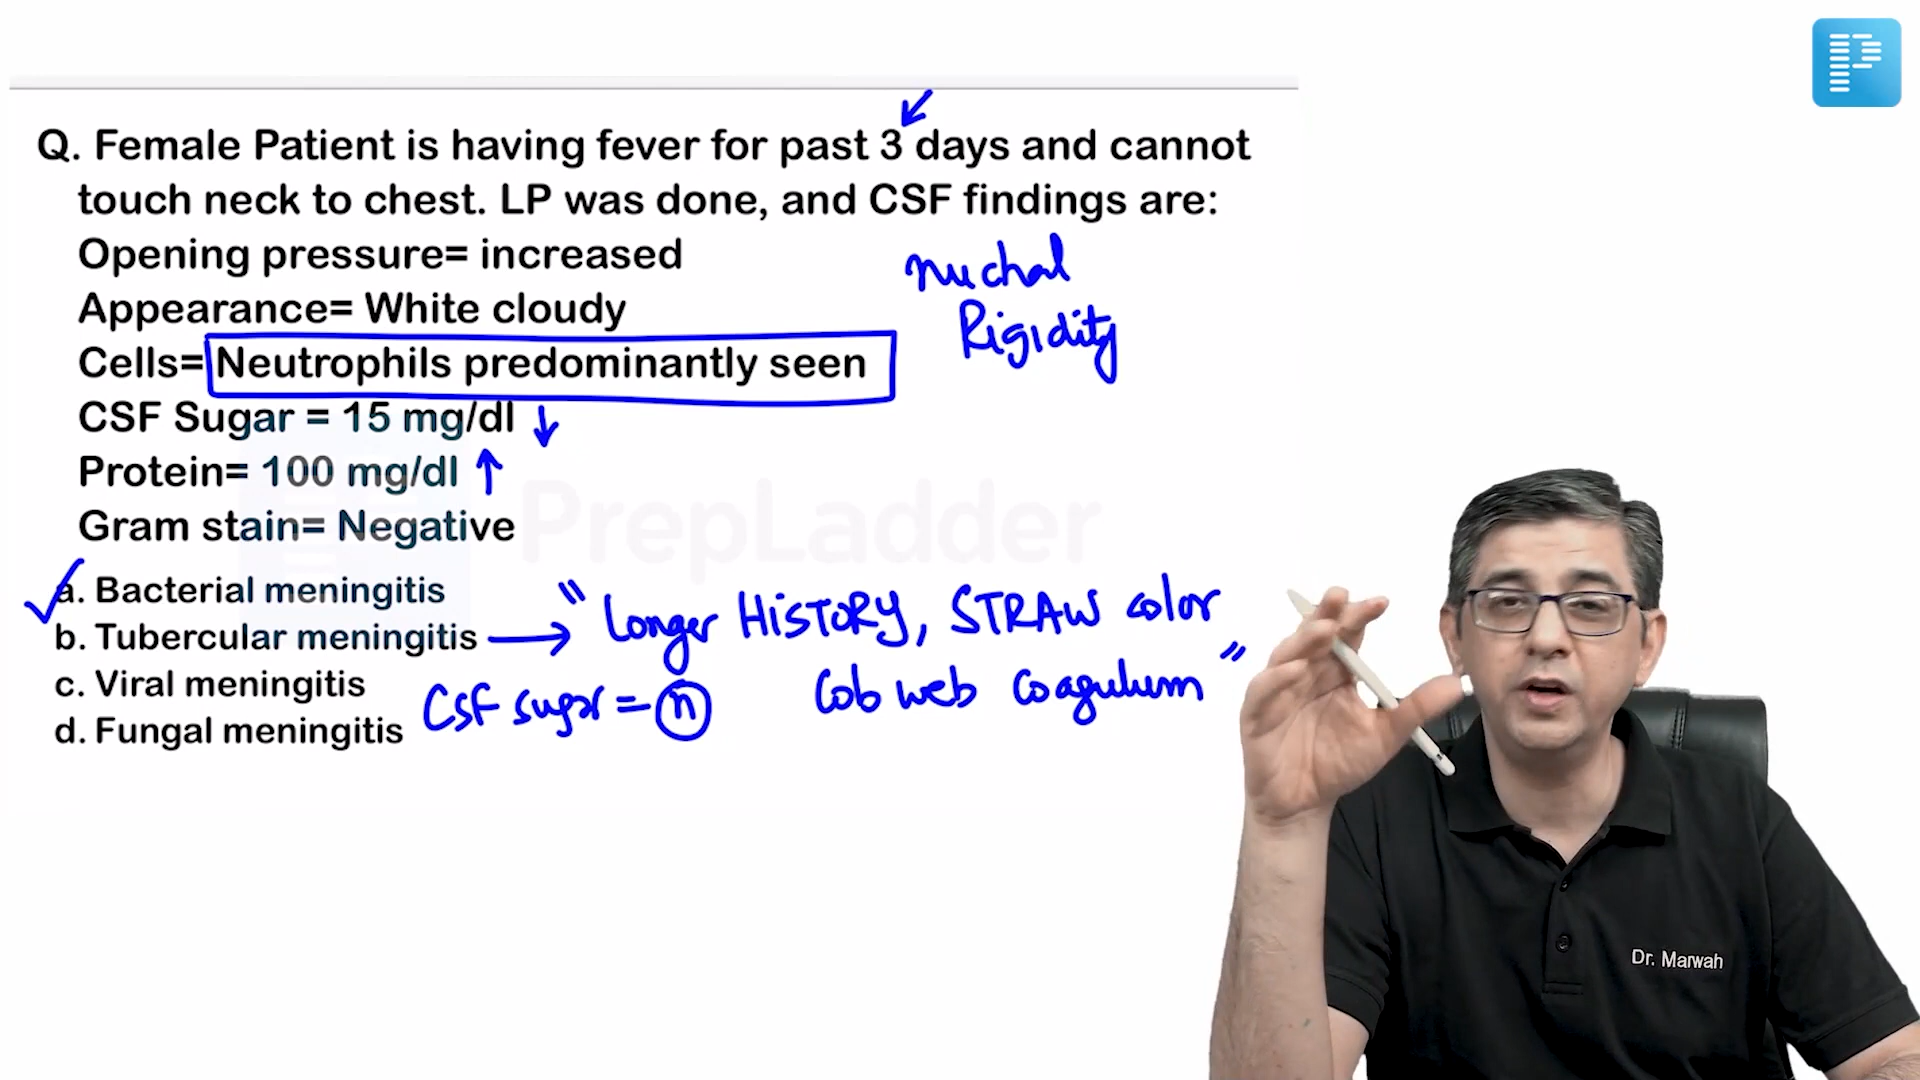 Q. Female Patient is having fever for past 3 days and cannot
touch neck to chest. LP was done, and CSF findings are:
Opening pressure= increased
nuchal
Appearance= White cloudy
Rigidity
Cells= Neutrophils predominantly seen
CSF Sugar = 15 mg/dl ↓
Protein= 100 mg/dl ↑
PrepLadder
Gram stain= Negative
✓ a. Bacterial meningitis
b. Tubercular meningitis → "Longer HISTORY, STRAW color
cob web coagulum"
c. Viral meningitis CSF sugar = n
d. Fungal meningitis
Dr. Marwah